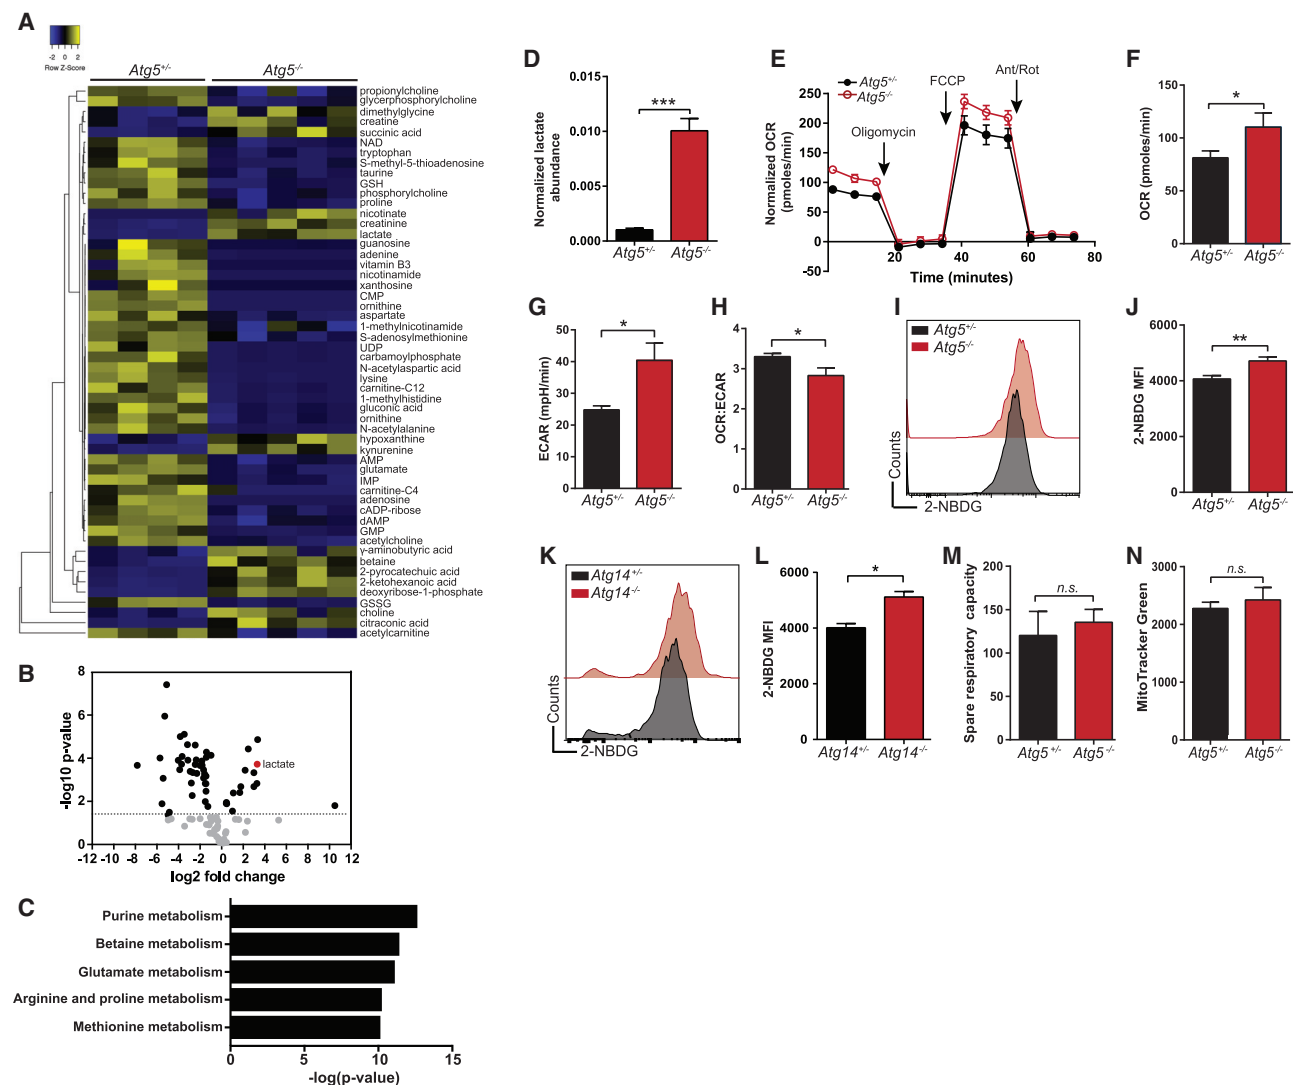 A
-2 0 2
Row Z-Score
Atg5+/-
Atg5-/-
propionylcholine
glycerphosphorylcholine
dimethylglycine
creatine
succinic acid
NAD
tryptophan
S-methyl-5-thioadenosine
taurine
GSH
phosphorylcholine
proline
nicotinate
creatinine
lactate
guanosine
adenine
vitamin B3
nicotinamide
xanthosine
CMP
ornithine
aspartate
1-methylnicotinamide
S-adenosylmethionine
UDP
carbamoylphosphate
N-acetylaspartic acid
lysine
carnitine-C12
1-methylhistidine
gluconic acid
ornithine
N-acetylalanine
hypoxanthine
kynurenine
AMP
glutamate
IMP
carnitine-C4
adenosine
cADP-ribose
dAMP
GMP
acetylcholine
γ-aminobutyric acid
betaine
2-pyrocatechuic acid
2-ketohexanoic acid
deoxyribose-1-phosphate
GSSG
choline
citraconic acid
acetylcarnitine
B
-log10 p-value
8
6
4
2
0
lactate
-12 -10 -8 -6 -4 -2 0 2 4 6 8 10 12
log2 fold change
C
Purine metabolism
Betaine metabolism
Glutamate metabolism
Arginine and proline metabolism
Methionine metabolism
0 5 10 15
-log(p-value)
D
Normalized lactate
abundance
0.015
0.010
0.005
0.000
***
Atg5+/- Atg5-/-
E
Normalized OCR
(pmoles/min)
Atg5+/-
Atg5-/-
250
200
150
100
50
0
-50
Oligomycin
FCCP
Ant/Rot
20 40 60 80
Time (minutes)
F
OCR (pmoles/min)
150
100
50
0
*
Atg5+/- Atg5-/-
G
ECAR (mpH/min)
50
40
30
20
10
0
*
Atg5+/- Atg5-/-
H
OCR:ECAR
4
3
2
1
0
*
Atg5+/- Atg5-/-
I
Atg5+/-
Atg5-/-
Counts
2-NBDG
J
2-NBDG MFI
6000
4000
2000
0
**
Atg5+/- Atg5-/-
K
Atg14+/-
Atg14-/-
Counts
2-NBDG
L
2-NBDG MFI
6000
4000
2000
0
*
Atg14+/- Atg14-/-
M
Spare respiratory capacity
200
150
100
50
0
n.s.
Atg5+/- Atg5-/-
N
MitoTracker Green
3000
2000
1000
0
n.s.
Atg5+/- Atg5-/-